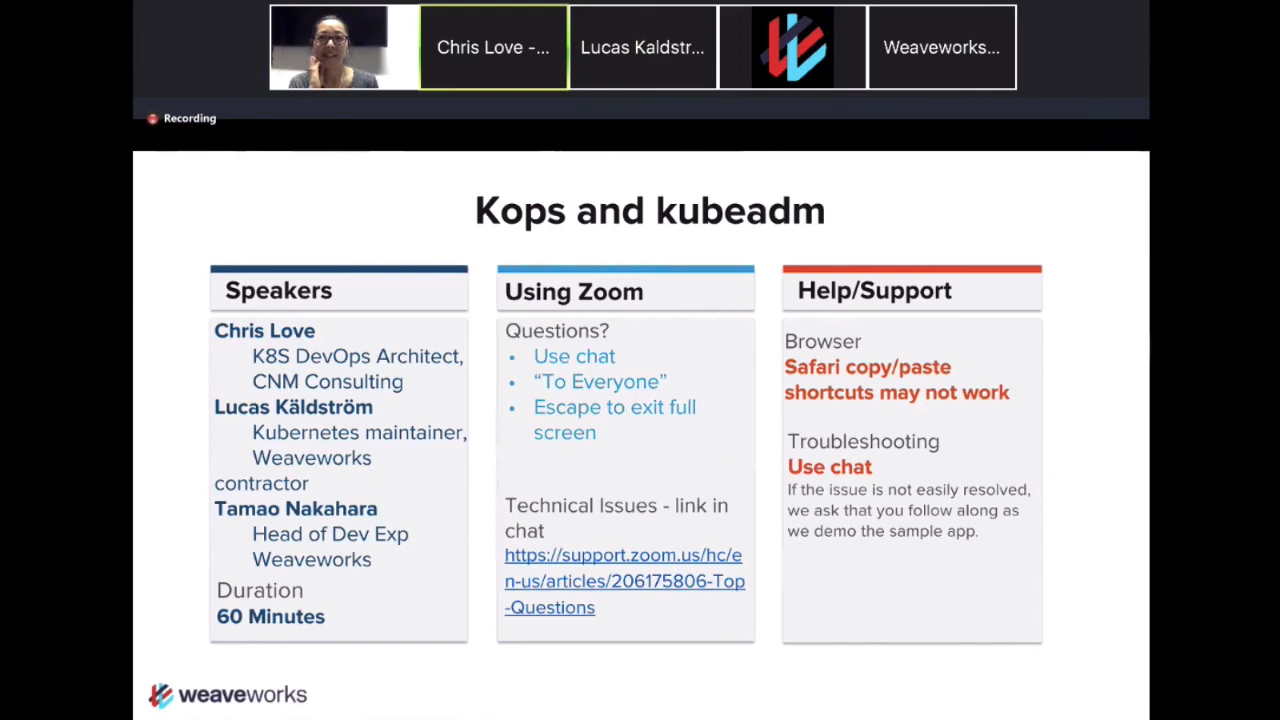 Chris Love -...
Lucas Kaldstr...
Weaveworks...
Recording
Kops and kubeadm
Speakers
Chris Love
K8S DevOps Architect,
CNM Consulting
Lucas Käldström
Kubernetes maintainer,
Weaveworks
contractor
Tamao Nakahara
Head of Dev Exp
Weaveworks
Duration
60 Minutes
Using Zoom
Questions?
• Use chat
• “To Everyone”
• Escape to exit full
screen
Technical Issues - link in
chat
https://support.zoom.us/hc/e
n-us/articles/206175806-Top
-Questions
Help/Support
Browser
Safari copy/paste
shortcuts may not work
Troubleshooting
Use chat
If the issue is not easily resolved,
we ask that you follow along as
we demo the sample app.
weaveworks